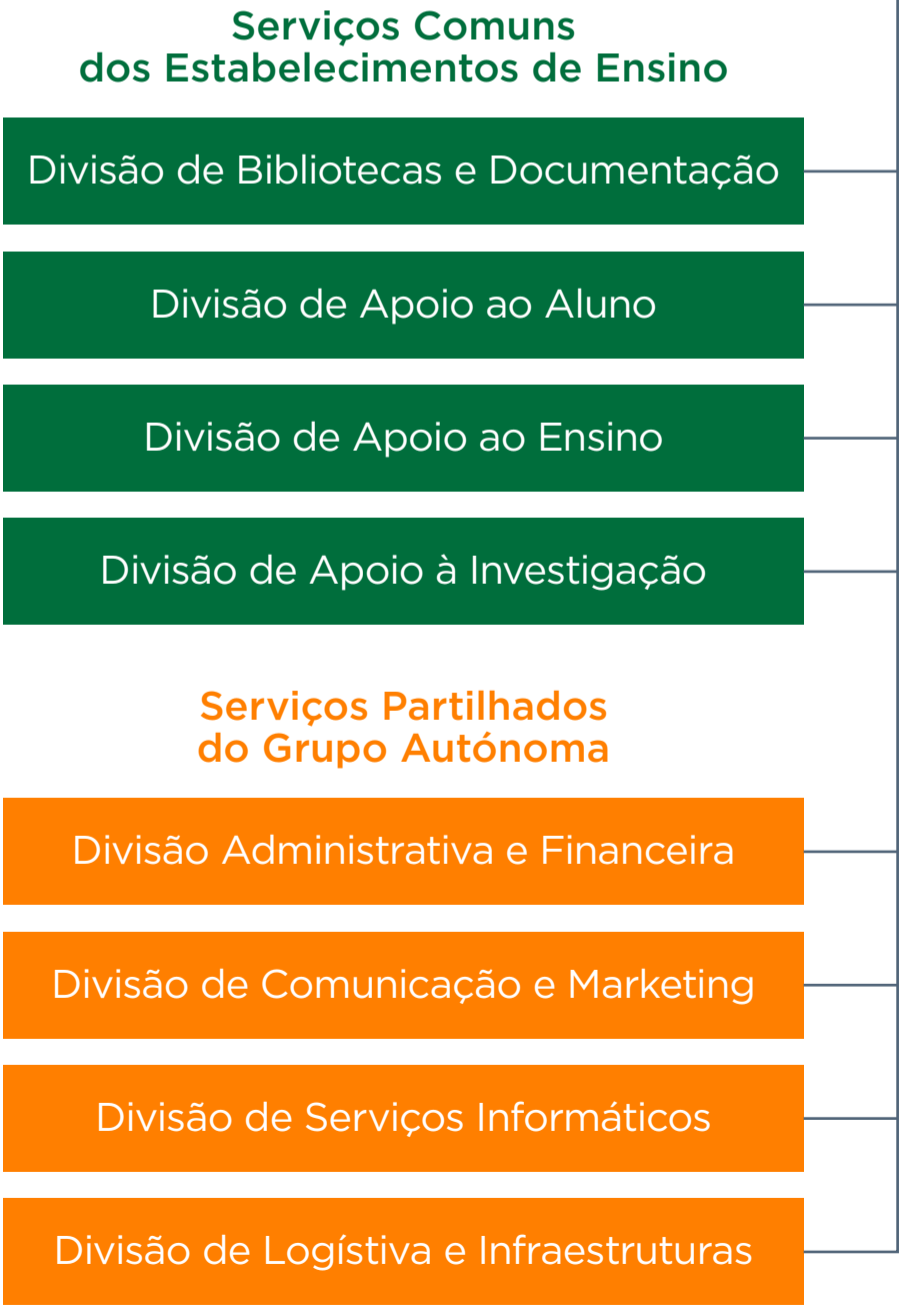 Serviços Comuns
dos Estabelecimentos de Ensino
Divisão de Bibliotecas e Documentação
Divisão de Apoio ao Aluno
Divisão de Apoio ao Ensino
Divisão de Apoio à Investigação
Serviços Partilhados
do Grupo Autónoma
Divisão Administrativa e Financeira
Divisão de Comunicação e Marketing
Divisão de Serviços Informáticos
Divisão de Logístiva e Infraestruturas